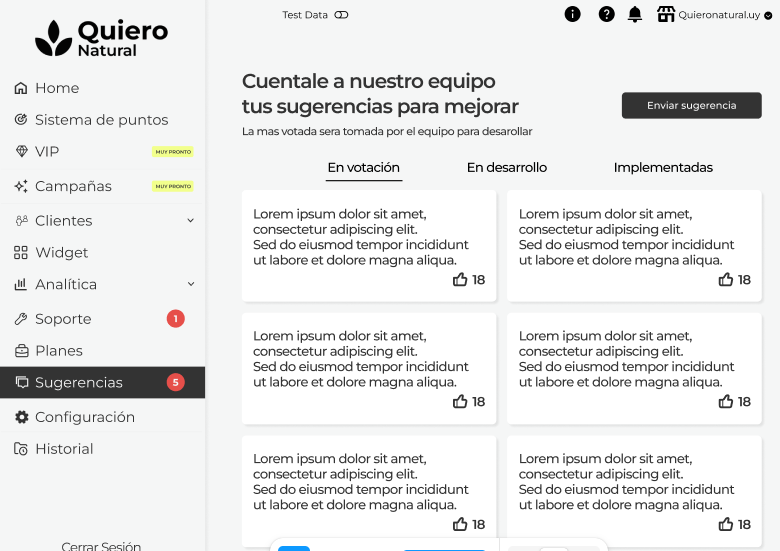 Quiero
Natural
Home
Sistema de puntos
VIP
MUY PRONTO
Campañas
MUY PRONTO
Clientes
Widget
Analítica
Soporte
1
Planes
Sugerencias
5
Configuración
Historial
Cerrar Sesión
Test Data
Quieronatural.uy
Cuentale a nuestro equipo
tus sugerencias para mejorar
La mas votada sera tomada por el equipo para desarollar
Enviar sugerencia
En votación
En desarrollo
Implementadas
Lorem ipsum dolor sit amet,
consectetur adipiscing elit.
Sed do eiusmod tempor incididunt
ut labore et dolore magna aliqua.
18
Lorem ipsum dolor sit amet,
consectetur adipiscing elit.
Sed do eiusmod tempor incididunt
ut labore et dolore magna aliqua.
18
Lorem ipsum dolor sit amet,
consectetur adipiscing elit.
Sed do eiusmod tempor incididunt
ut labore et dolore magna aliqua.
18
Lorem ipsum dolor sit amet,
consectetur adipiscing elit.
Sed do eiusmod tempor incididunt
ut labore et dolore magna aliqua.
18
Lorem ipsum dolor sit amet,
consectetur adipiscing elit.
Sed do eiusmod tempor incididunt
ut labore et dolore magna aliqua.
18
Lorem ipsum dolor sit amet,
consectetur adipiscing elit.
Sed do eiusmod tempor incididunt
ut labore et dolore magna aliqua.
18